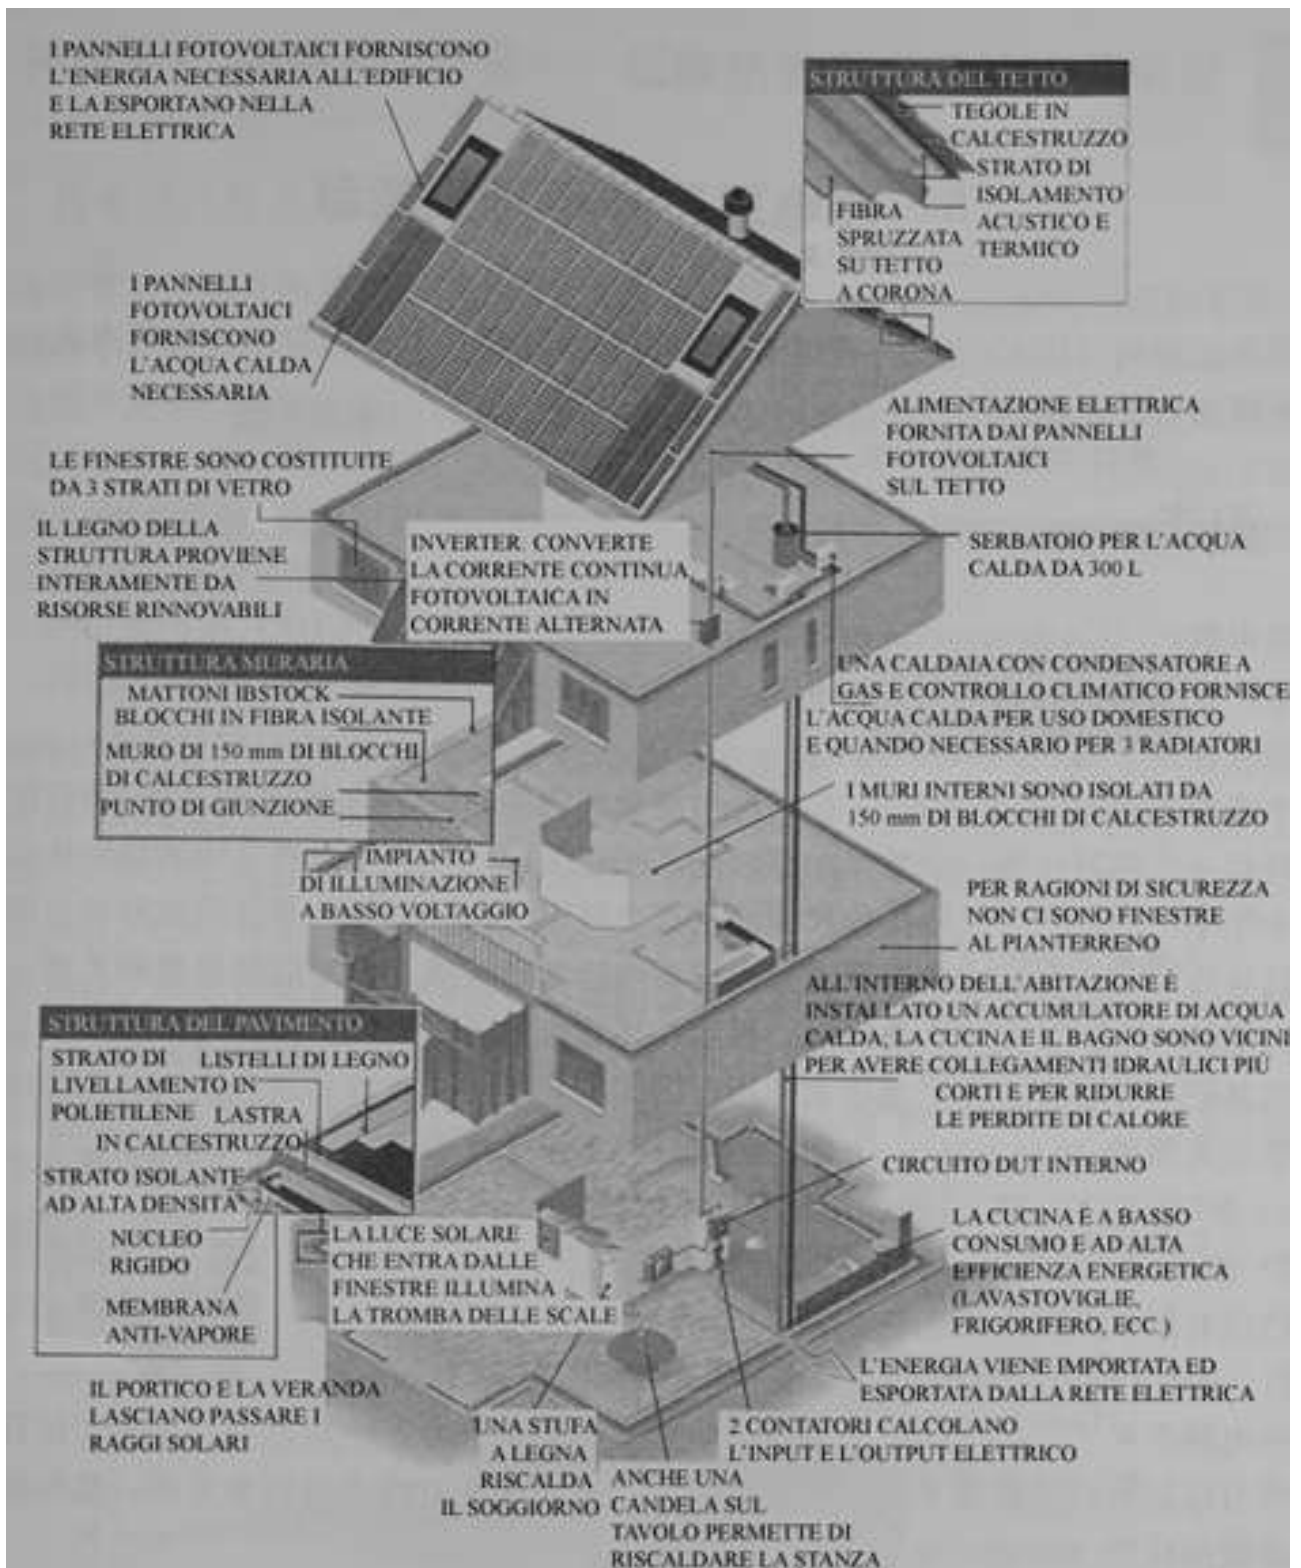 I PANNELLI FOTOVOLTAICI FORNISCONO
L'ENERGIA NECESSARIA ALL'EDIFICIO
E LA ESPORTANO NELLA
RETE ELETTRICA
STRUTTURA DEL TETTO
TEGOLE IN
CALCESTRUZZO
STRATO DI
ISOLAMENTO
ACUSTICO E
TERMICO
FIBRA
SPRUZZATA
SU TETTO
A CORONA
I PANNELLI
FOTOVOLTAICI
FORNISCONO
L'ACQUA CALDA
NECESSARIA
ALIMENTAZIONE ELETTRICA
FORNITA DAI PANNELLI
FOTOVOLTAICI
SUL TETTO
LE FINESTRE SONO COSTITUITE
DA 3 STRATI DI VETRO
IL LEGNO DELLA
STRUTTURA PROVIENE
INTERAMENTE DA
RISORSE RINNOVABILI
INVERTER CONVERTE
LA CORRENTE CONTINUA
FOTOVOLTAICA IN
CORRENTE ALTERNATA
SERBATOIO PER L'ACQUA
CALDA DA 300 L
STRUTTURA MURARIA
MATTONI IBSTOCK
BLOCCHI IN FIBRA ISOLANTE
MURO DI 150 mm DI BLOCCHI
DI CALCESTRUZZO
PUNTO DI GIUNZIONE
UNA CALDAIA CON CONDENSATORE A
GAS E CONTROLLO CLIMATICO FORNISCE
L'ACQUA CALDA PER USO DOMESTICO
E QUANDO NECESSARIO PER 3 RADIATORI
I MURI INTERNI SONO ISOLATI DA
150 mm DI BLOCCHI DI CALCESTRUZZO
IMPIANTO
DI ILLUMINAZIONE
A BASSO VOLTAGGIO
PER RAGIONI DI SICUREZZA
NON CI SONO FINESTRE
AL PIANTERRENO
ALL'INTERNO DELL'ABITAZIONE È
INSTALLATO UN ACCUMULATORE DI ACQUA
CALDA; LA CUCINA E IL BAGNO SONO VICINI
PER AVERE COLLEGAMENTI IDRAULICI PIÙ
CORTI E PER RIDURRE
LE PERDITE DI CALORE
STRUTTURA DEL PAVIMENTO
STRATO DI
LIVELLAMENTO IN
POLIETILENE
LISTELLI DI LEGNO
LASTRA
IN CALCESTRUZZO
STRATO ISOLANTE
AD ALTA DENSITÀ
NUCLEO
RIGIDO
MEMBRANA
ANTI-VAPORE
CIRCUITO DUT INTERNO
LA LUCE SOLARE
CHE ENTRA DALLE
FINESTRE ILLUMINA
LA TROMBA DELLE SCALE
LA CUCINA È A BASSO
CONSUMO E AD ALTA
EFFICIENZA ENERGETICA
(LAVASTOVIGLIE,
FRIGORIFERO, ECC.)
L'ENERGIA VIENE IMPORTATA ED
ESPORTATA DALLA RETE ELETTRICA
IL PORTICO E LA VERANDA
LASCIANO PASSARE I
RAGGI SOLARI
UNA STUFA
A LEGNA
RISCALDA
IL SOGGIORNO
2 CONTATORI CALCOLANO
L'INPUT E L'OUTPUT ELETTRICO
ANCHE UNA
CANDELA SUL
TAVOLO PERMETTE DI
RISCALDARE LA STANZA